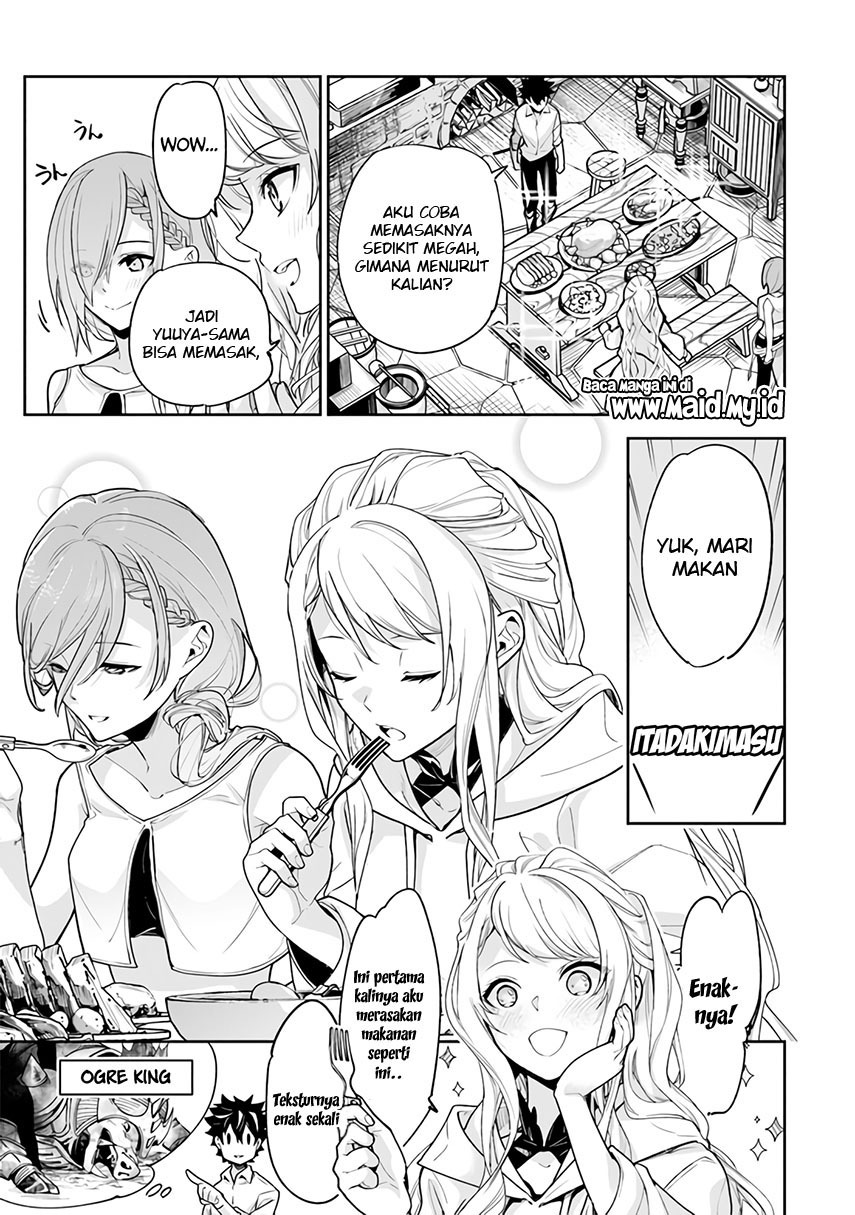 AKU COBA
MEMASAKNYA
SEDIKIT MEGAH,
GIMANA MENURUT
KALIAN?
Baca Manga ini di
www.Maid.my.id
WOW...
うん
うん
JADI
YUUYA-SAMA
BISA MEMASAK,
YUK, MARI
MAKAN
ITADAKIMASU
Enak-
nya!
Ini pertama
kalinya aku
merasakan
makanan
seperti
ini..
Teksturnya
enak sekali
OGRE KING